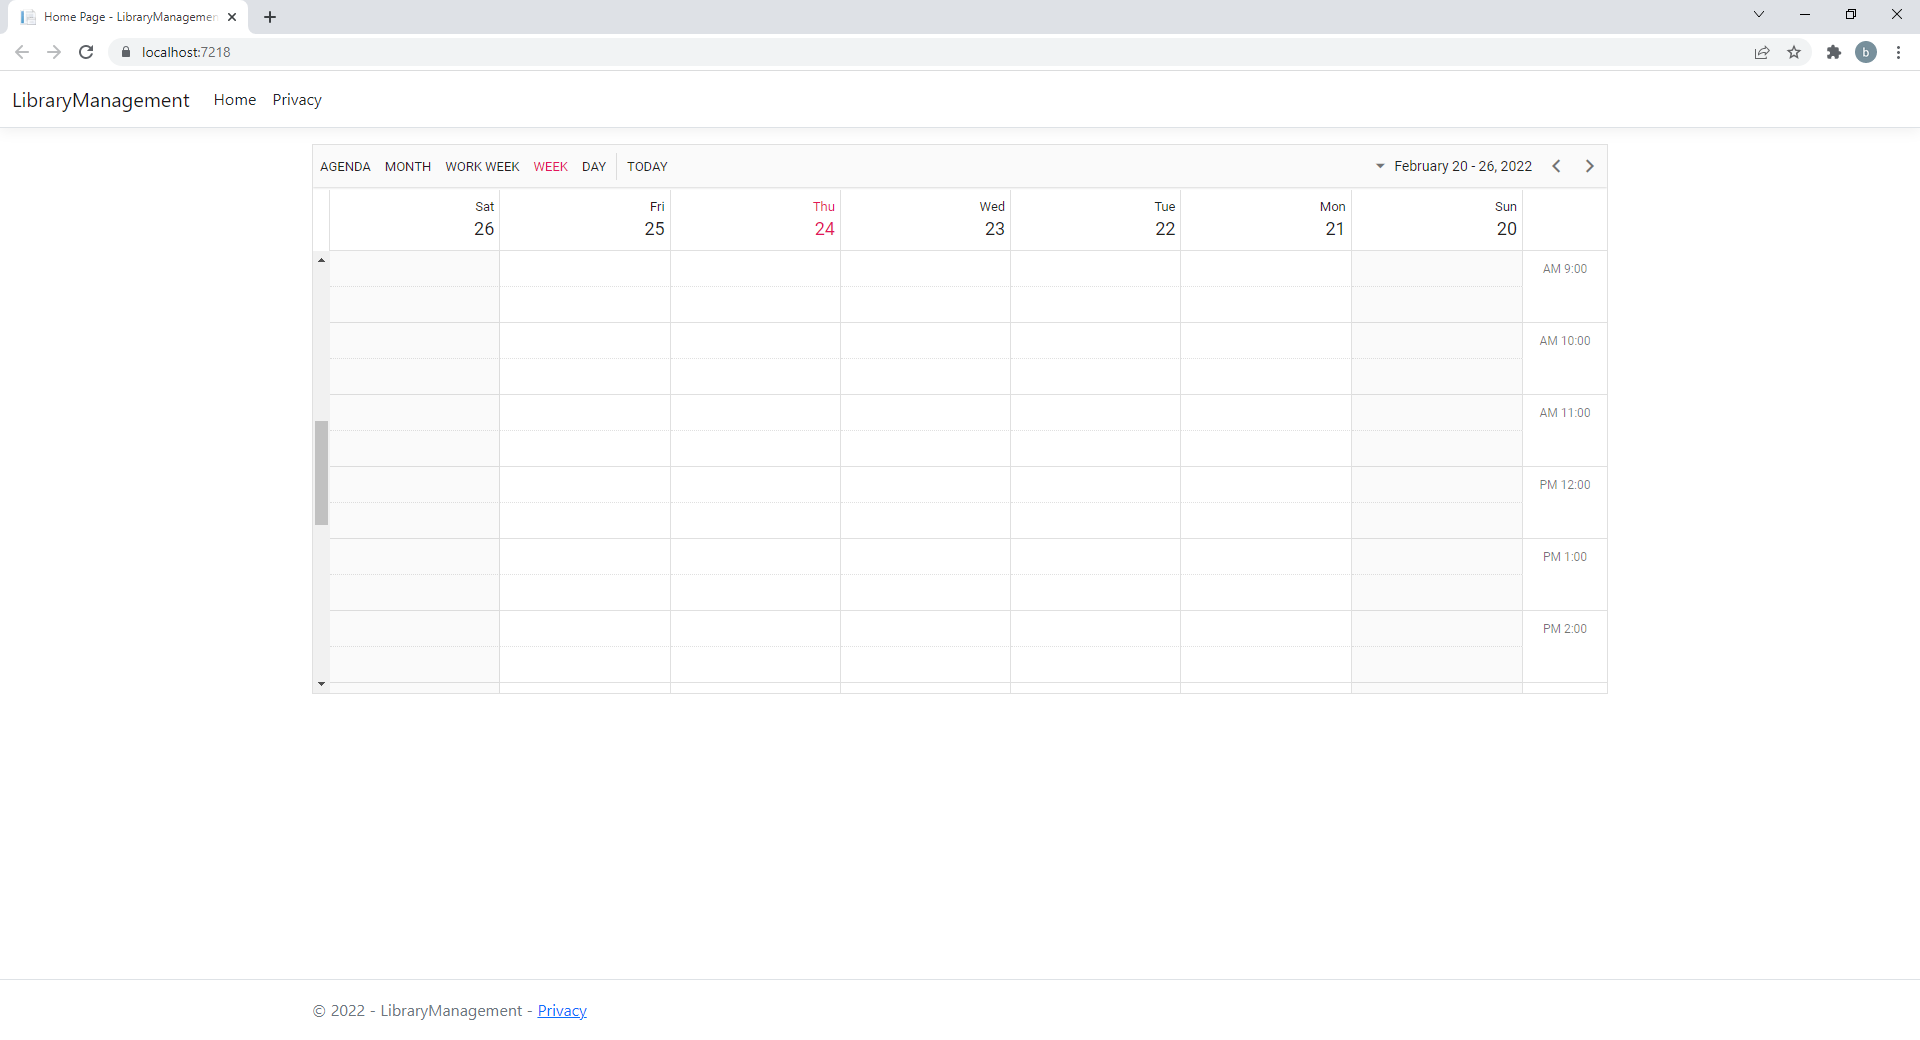 Home Page - LibraryManagemen
localhost:7218
b
LibraryManagement Home Privacy
AGENDA MONTH WORK WEEK WEEK DAY TODAY February 20 - 26, 2022
Sat Fri Thu Wed Tue Mon Sun
26 25 24 23 22 21 20
AM 9:00
AM 10:00
AM 11:00
PM 12:00
PM 1:00
PM 2:00
© 2022 - LibraryManagement - Privacy